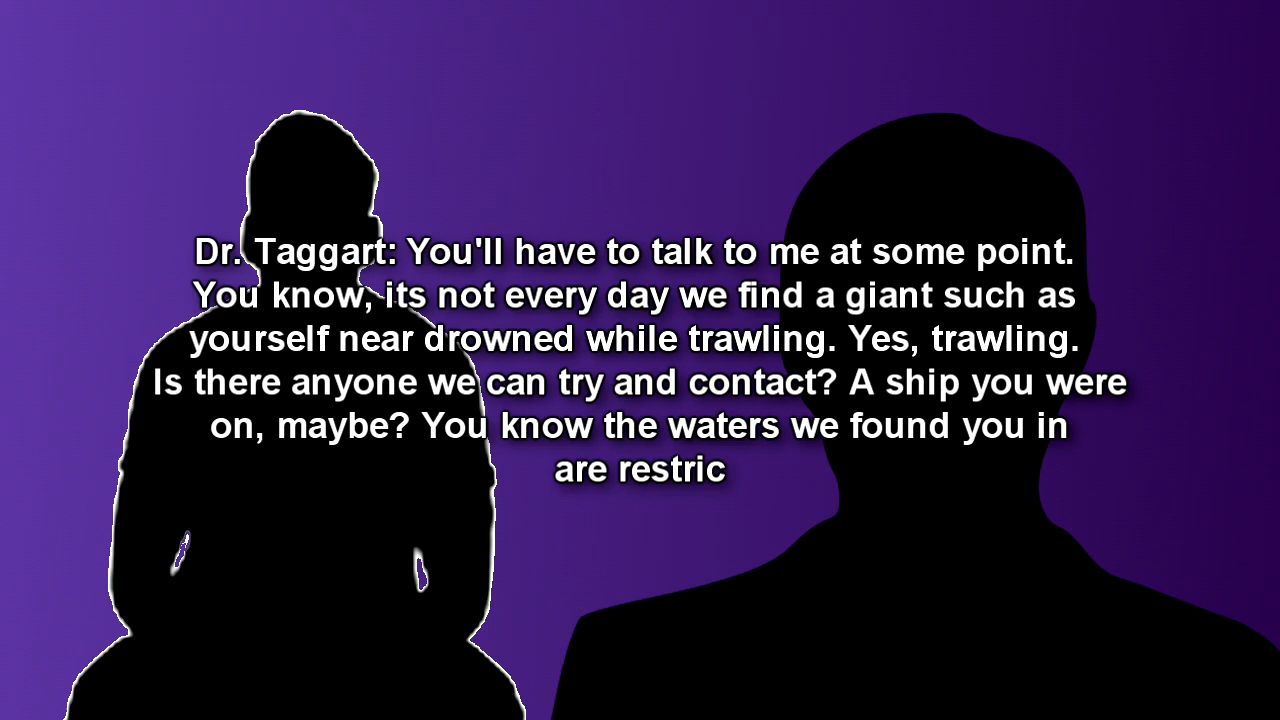 Dr. Taggart: You'll have to talk to me at some point.
You know, its not every day we find a giant such as
yourself near drowned while trawling. Yes, trawling.
Is there anyone we can try and contact? A ship you were
on, maybe? You know the waters we found you in
are restric